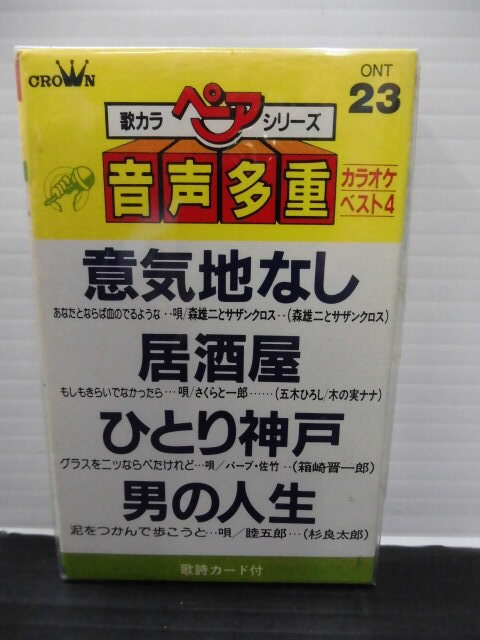 CROWN
ONT
23
歌カラ ペア シリーズ
音声多重
カラオケ
ベスト4
意気地なし
あなたとならば血のでるような‥唄/森雄二とサザンクロス‥(森雄二とサザンクロス)
居酒屋
もしもきらいでなかったら…唄/さくらと一郎……(五木ひろし/木の実ナナ)
ひとり神戸
グラスを二ッならべたけれど…唄/バーブ・佐竹‥(箱崎晋一郎)
男の人生
泥をつかんで歩こうと…唄/睦五郎…(杉良太郎)
歌詩カード付